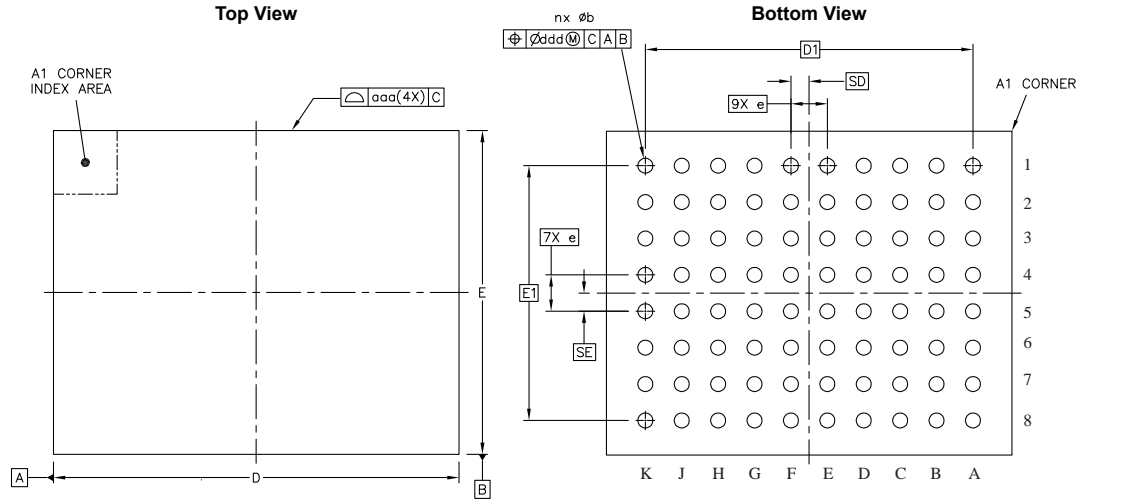 Top View
A1 CORNER
INDEX AREA
aaa(4X) C
E
D
A
B
Bottom View
nx øb
⌖ Øddd Ⓜ C A B
D1
SD
9X e
A1 CORNER
7X e
E1
SE
1
2
3
4
5
6
7
8
K J H G F E D C B A